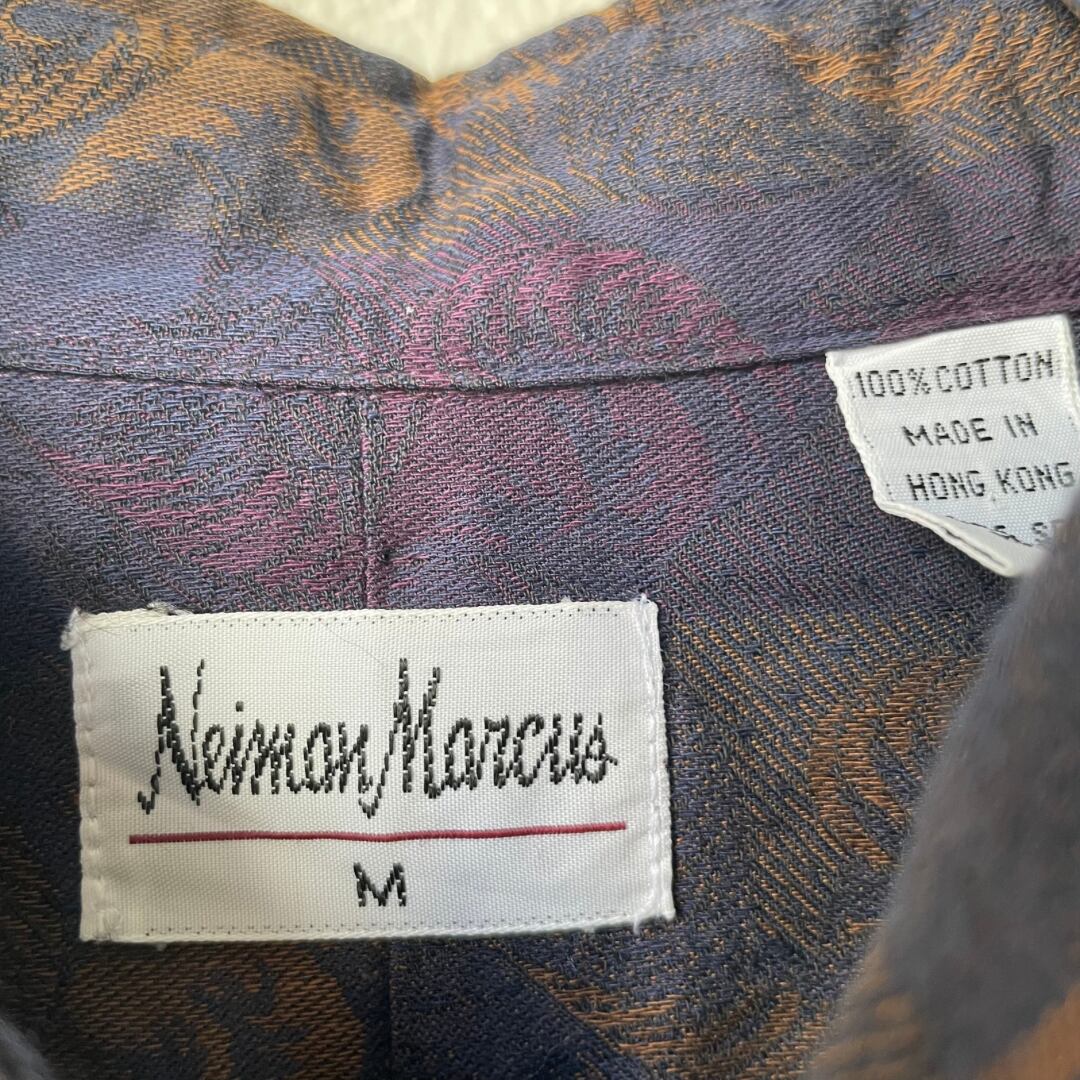 100% COTTON
MADE IN
HONG KONG
Neiman Marcus
M